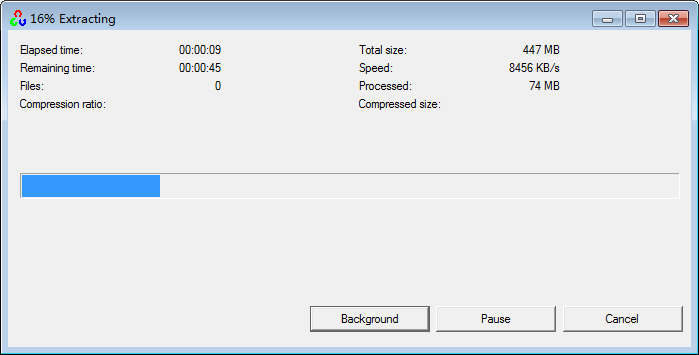 16% Extracting
Elapsed time: 00:00:09 Total size: 447 MB
Remaining time: 00:00:45 Speed: 8456 KB/s
Files: 0 Processed: 74 MB
Compression ratio: Compressed size:
Background Pause Cancel